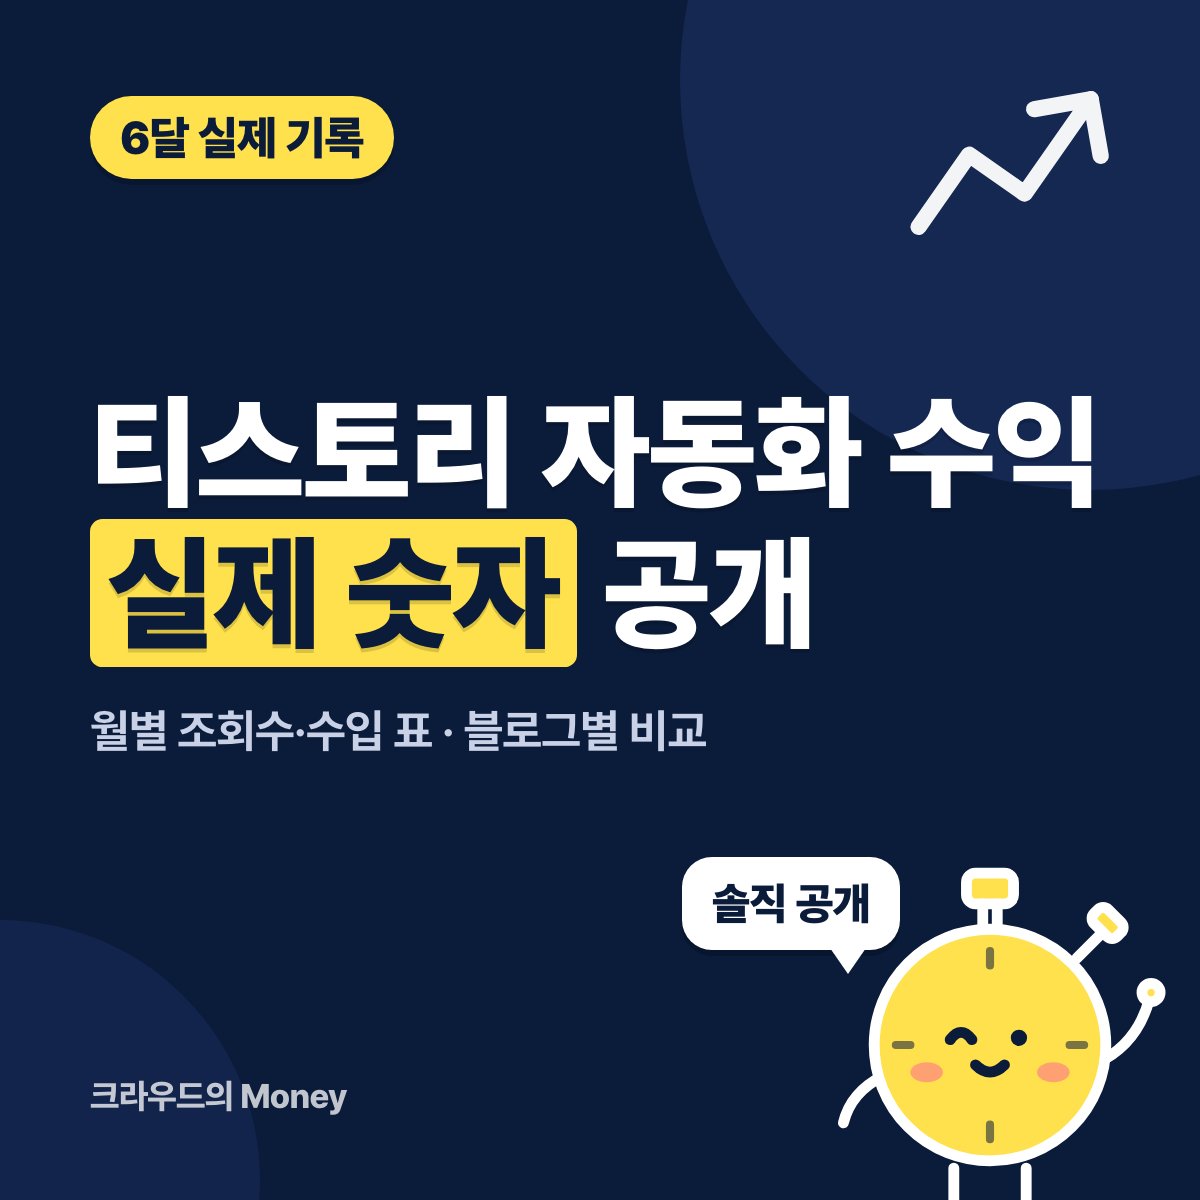 6달 실제 기록
티스토리 자동화 수익
실제 숫자 공개
월별 조회수·수입 표 · 블로그별 비교
솔직 공개
크라우드의 Money